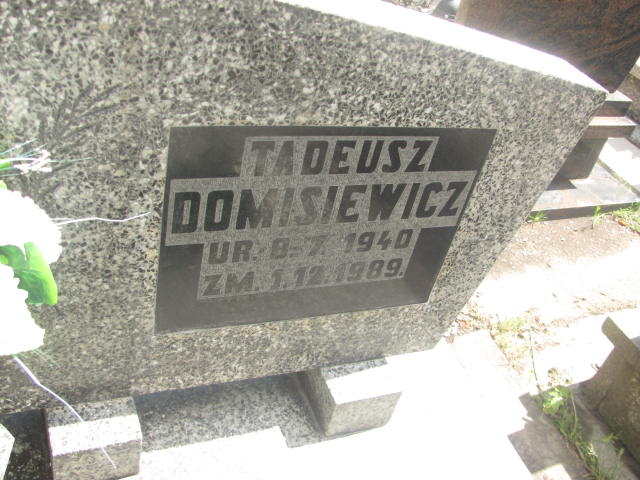 TADEUSZ
DOMISIEWICZ
UR. 8-7. 1940
ZM. 1.12.1989.